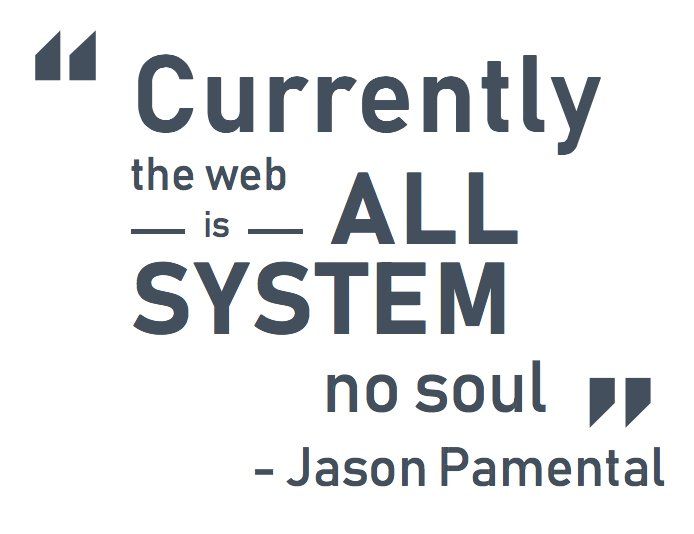 “ Currently
the web
— is — ALL
SYSTEM
no soul ”
- Jason Pamental